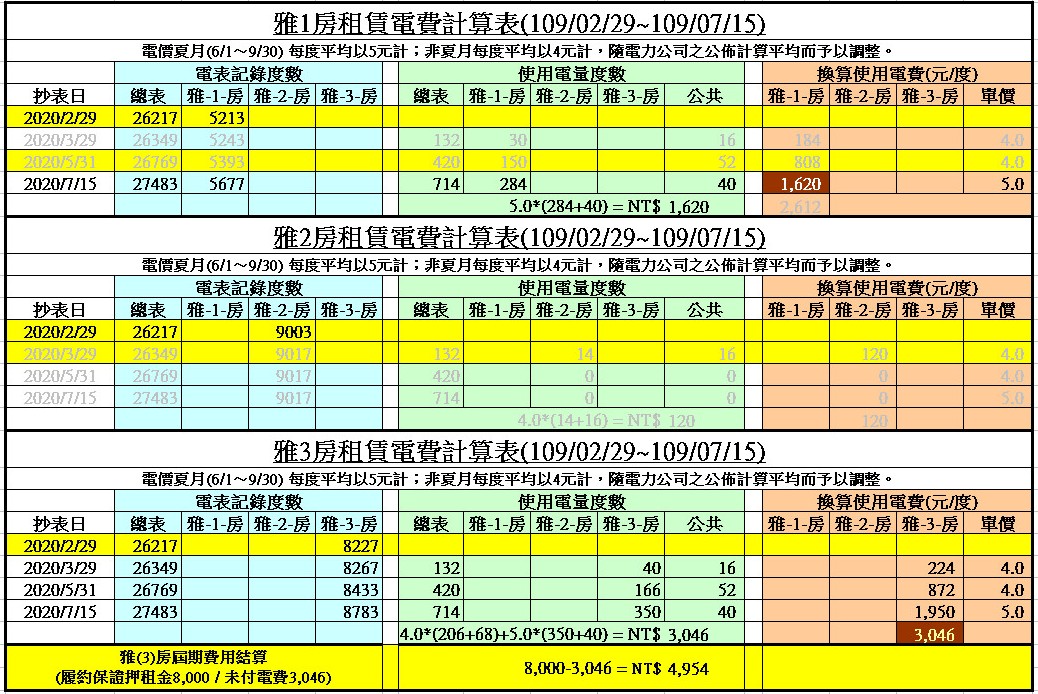 雅1房租賃電費計算表(109/02/29~109/07/15)
電價夏月(6/1～9/30) 每度平均以5元計；非夏月每度平均以4元計，隨電力公司之公佈計算平均而予以調整。
電表記錄度數 使用電量度數 換算使用電費(元/度)
抄表日 總表 雅-1-房 雅-2-房 雅-3-房 總表 雅-1-房 雅-2-房 雅-3-房 公共 雅-1-房 雅-2-房 雅-3-房 單價
2020/2/29 26217 5213
2020/3/29 26349 5243 132 30 16 184 4.0
2020/5/31 26769 5393 420 150 52 808 4.0
2020/7/15 27483 5677 714 284 40 1,620 5.0
5.0*(284+40) = NT$ 1,620 2,612
雅2房租賃電費計算表(109/02/29~109/07/15)
電價夏月(6/1～9/30) 每度平均以5元計；非夏月每度平均以4元計，隨電力公司之公佈計算平均而予以調整。
電表記錄度數 使用電量度數 換算使用電費(元/度)
抄表日 總表 雅-1-房 雅-2-房 雅-3-房 總表 雅-1-房 雅-2-房 雅-3-房 公共 雅-1-房 雅-2-房 雅-3-房 單價
2020/2/29 26217 9003
2020/3/29 26349 9017 132 14 16 120 4.0
2020/5/31 26769 9017 420 0 0 0 4.0
2020/7/15 27483 9017 714 0 0 0 5.0
4.0*(14+16) = NT$ 120 120
雅3房租賃電費計算表(109/02/29~109/07/15)
電價夏月(6/1～9/30) 每度平均以5元計；非夏月每度平均以4元計，隨電力公司之公佈計算平均而予以調整。
電表記錄度數 使用電量度數 換算使用電費(元/度)
抄表日 總表 雅-1-房 雅-2-房 雅-3-房 總表 雅-1-房 雅-2-房 雅-3-房 公共 雅-1-房 雅-2-房 雅-3-房 單價
2020/2/29 26217 8227
2020/3/29 26349 8267 132 40 16 224 4.0
2020/5/31 26769 8433 420 166 52 872 4.0
2020/7/15 27483 8783 714 350 40 1,950 5.0
4.0*(206+68)+5.0*(350+40) = NT$ 3,046 3,046
雅(3)房屆期費用結算
(履約保證押租金8,000 / 未付電費3,046)
8,000-3,046 = NT$ 4,954